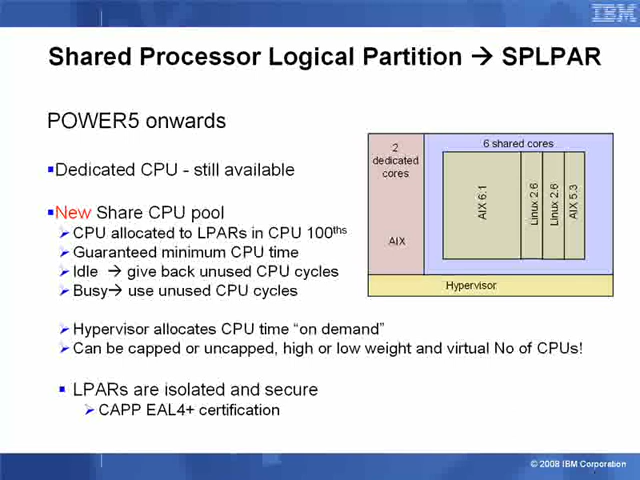 IBM
Shared Processor Logical Partition → SPLPAR
POWER5 onwards
▪Dedicated CPU - still available
▪New Share CPU pool
➢ CPU allocated to LPARs in CPU 100ths
➢ Guaranteed minimum CPU time
➢ Idle → give back unused CPU cycles
➢ Busy→ use unused CPU cycles
➢ Hypervisor allocates CPU time “on demand”
➢ Can be capped or uncapped, high or low weight and virtual No of CPUs!
▪ LPARs are isolated and secure
➢ CAPP EAL4+ certification
2
dedicated
cores
AIX
6 shared cores
AIX 6.1
Linux 2.6
Linux 2.6
AIX 5.3
Hypervisor
© 2008 IBM Corporation